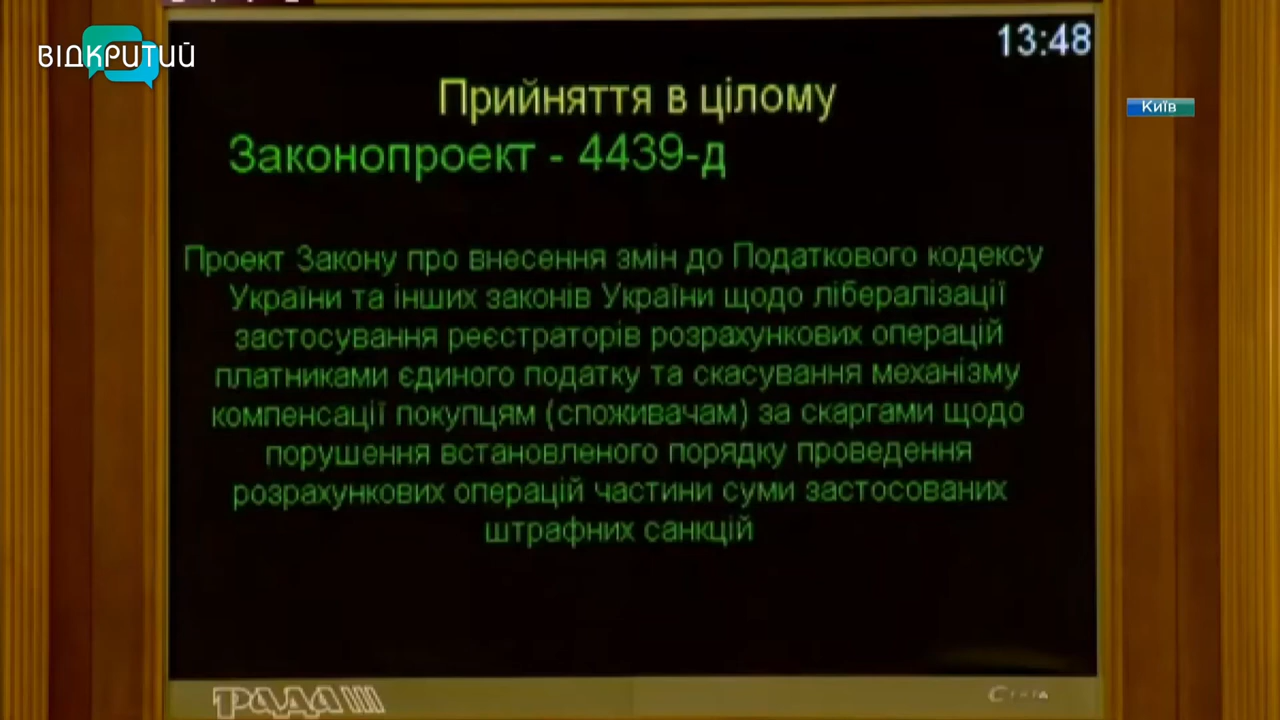 13:48
ВІДКРИТИЙ
Прийняття в цілому
Київ
Законопроект - 4439-д
Проект Закону про внесення змін до Податкового кодексу
України та інших законів України щодо лібералізації
застосування реєстраторів розрахункових операцій
платниками єдиного податку та скасування механізму
компенсації покупцям (споживачам) за скаргами щодо
порушення встановленого порядку проведення
розрахункових операцій частини суми застосованих
штрафних санкцій
РАДА